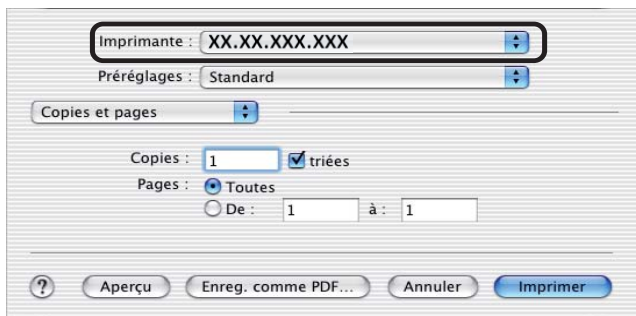 Imprimante : XX.XX.XXX.XXX
Préréglages : Standard
Copies et pages
Copies : 1 triées
Pages : Toutes
De : 1 à : 1
? Aperçu Enreg. comme PDF... Annuler Imprimer